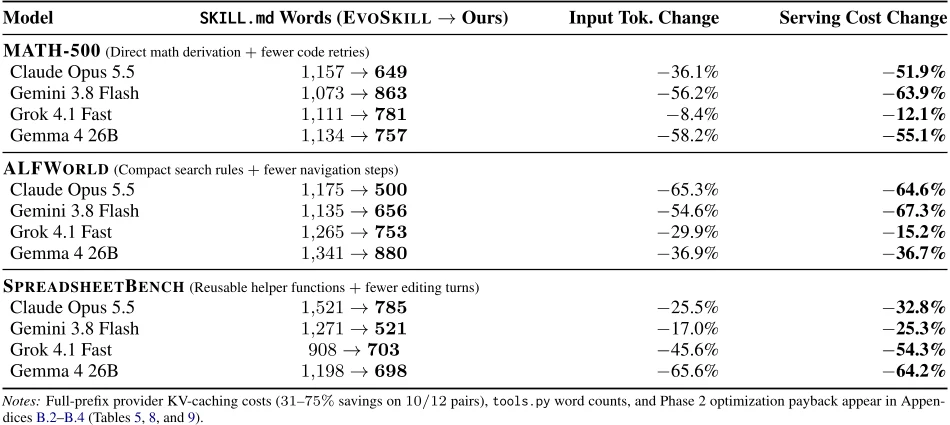 Model SKILL.md Words (EVOSKILL → Ours) Input Tok. Change Serving Cost Change
MATH-500 (Direct math derivation + fewer code retries)
Claude Opus 5.5 1,157 → 649 −36.1% −51.9%
Gemini 3.8 Flash 1,073 → 863 −56.2% −63.9%
Grok 4.1 Fast 1,111 → 781 −8.4% −12.1%
Gemma 4 26B 1,134 → 757 −58.2% −55.1%
ALFWORLD (Compact search rules + fewer navigation steps)
Claude Opus 5.5 1,175 → 500 −65.3% −64.6%
Gemini 3.8 Flash 1,135 → 656 −54.6% −67.3%
Grok 4.1 Fast 1,265 → 753 −29.9% −15.2%
Gemma 4 26B 1,341 → 880 −36.9% −36.7%
SPREADSHEETBENCH (Reusable helper functions + fewer editing turns)
Claude Opus 5.5 1,521 → 785 −25.5% −32.8%
Gemini 3.8 Flash 1,271 → 521 −17.0% −25.3%
Grok 4.1 Fast 908 → 703 −45.6% −54.3%
Gemma 4 26B 1,198 → 698 −65.6% −64.2%
Notes: Full-prefix provider KV-caching costs (31–75% savings on 10/12 pairs), tools.py word counts, and Phase 2 optimization payback appear in Appen-
dices B.2–B.4 (Tables 5, 8, and 9).